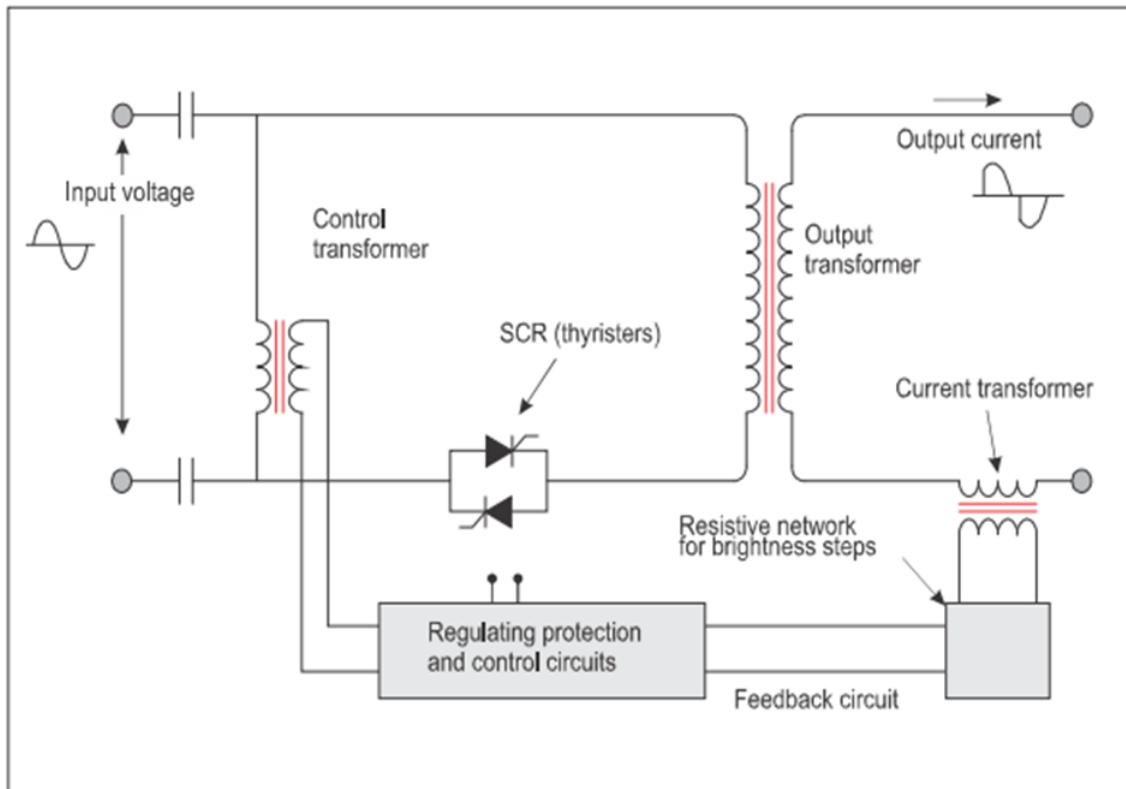 Output current
Input voltage
Control
transformer
Output
transformer
SCR (thyristers)
Current transformer
Resistive network
for brightness steps
Regulating protection
and control circuits
Feedback circuit